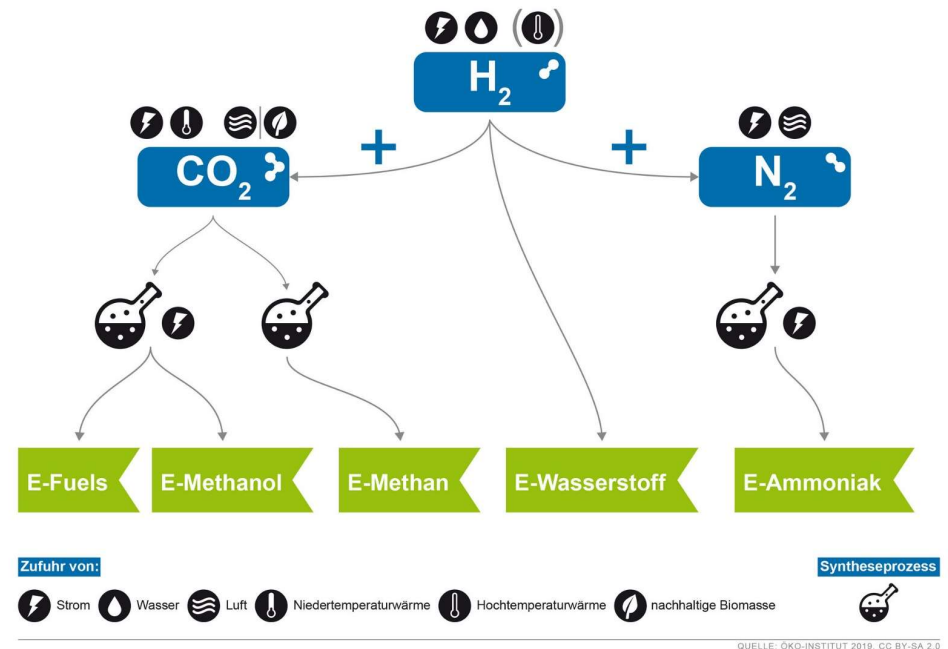 H₂
CO₂
+
+
N₂
E-Fuels
E-Methanol
E-Methan
E-Wasserstoff
E-Ammoniak
Zufuhr von:
Syntheseprozess
Strom
Wasser
Luft
Niedertemperaturwärme
Hochtemperaturwärme
nachhaltige Biomasse
QUELLE: ÖKO-INSTITUT 2019, CC BY-SA 2.0